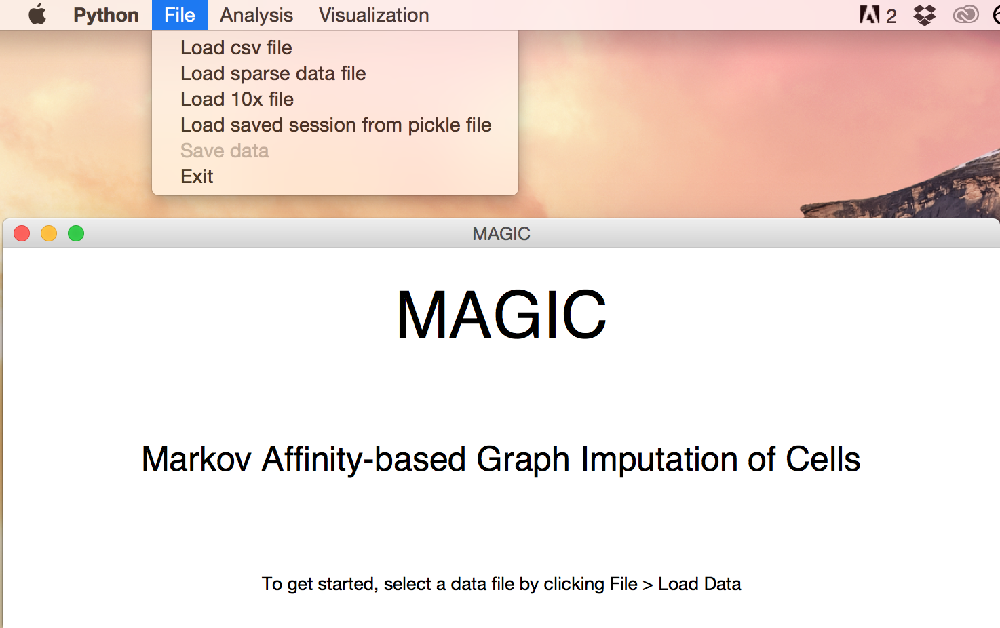 Python File Analysis Visualization 2
Load csv file
Load sparse data file
Load 10x file
Load saved session from pickle file
Save data
Exit
MAGIC
MAGIC
Markov Affinity-based Graph Imputation of Cells
To get started, select a data file by clicking File > Load Data